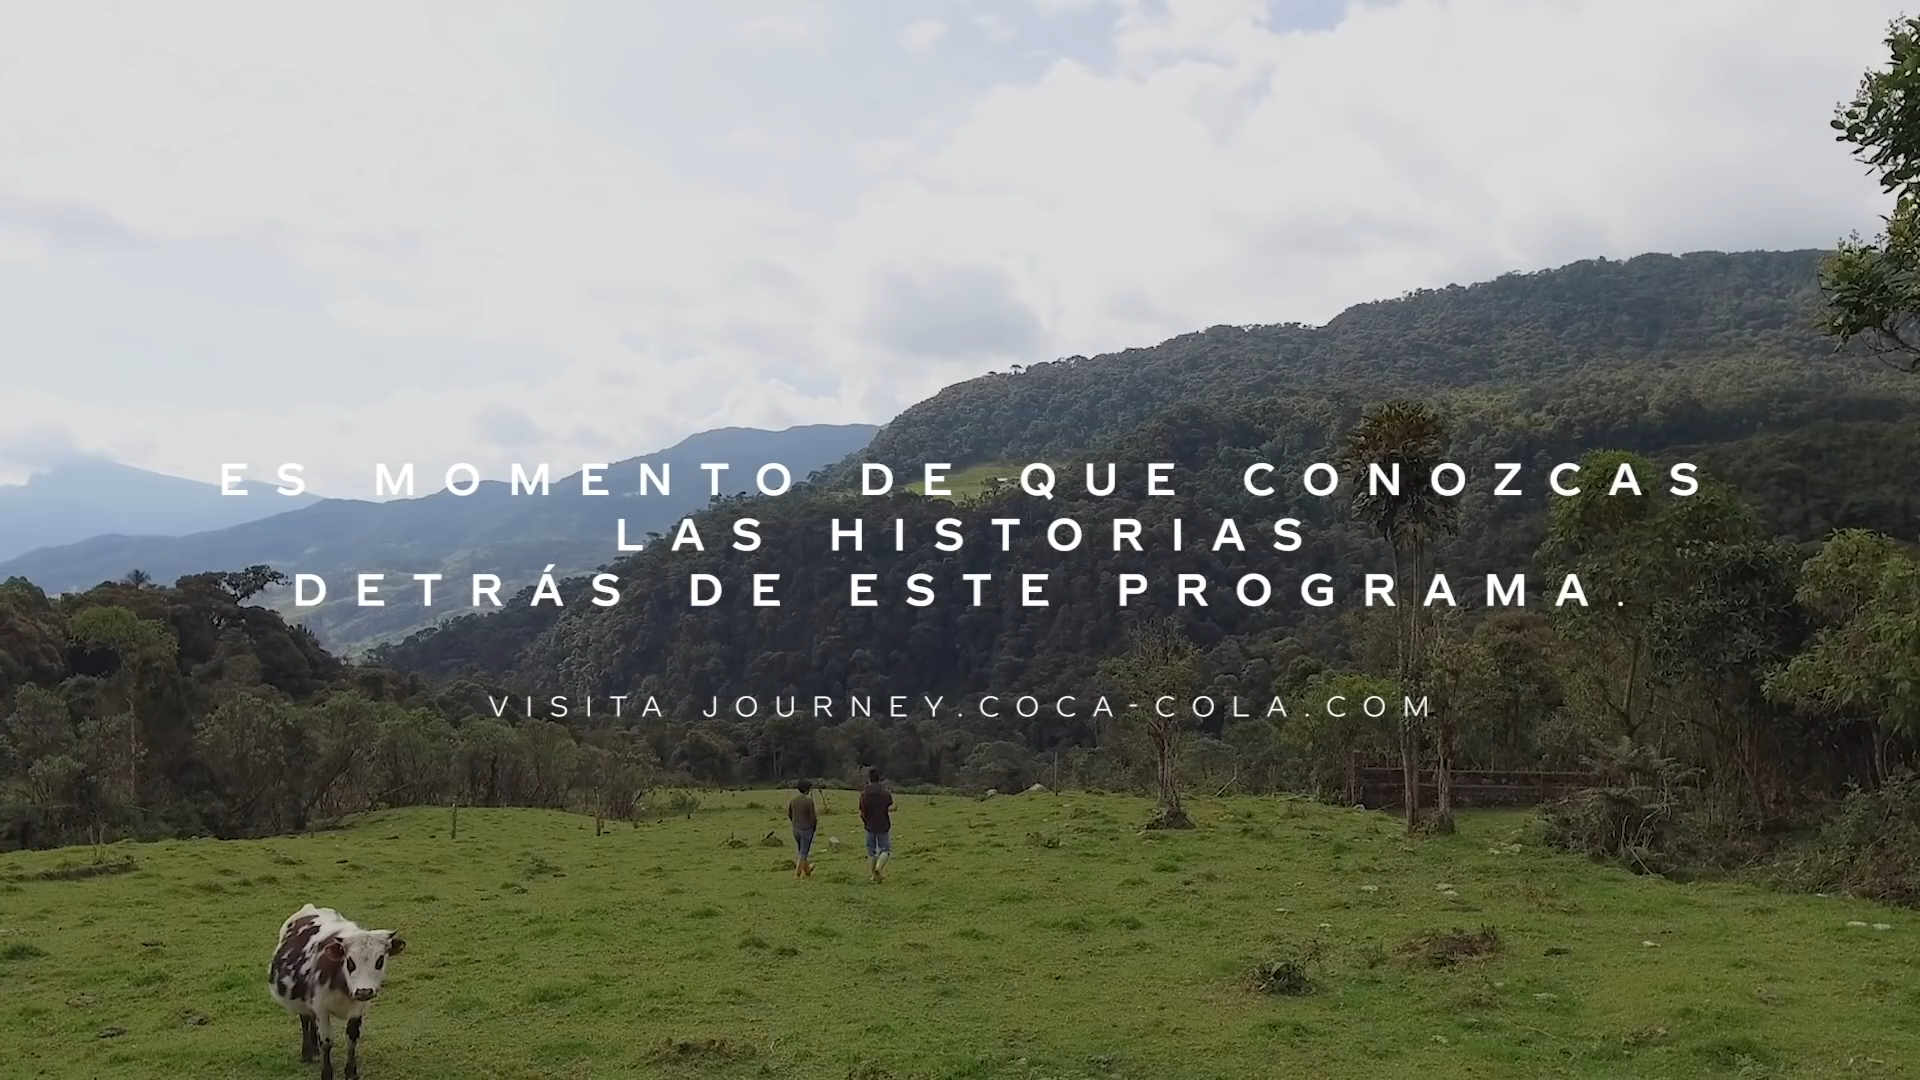 ES MOMENTO DE QUE CONOZCAS
LAS HISTORIAS
DETRÁS DE ESTE PROGRAMA.
VISITA JOURNEY.COCA-COLA.COM